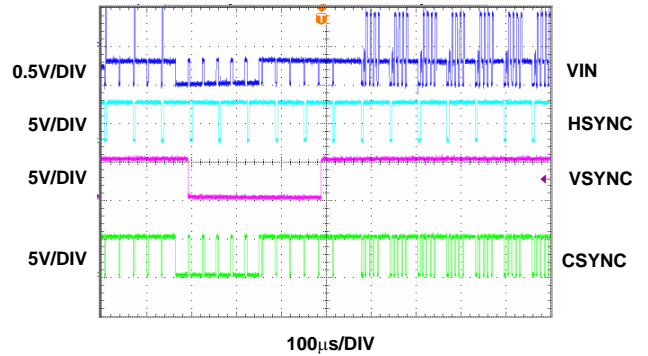 T
0.5V/DIV
VIN
5V/DIV
HSYNC
5V/DIV
VSYNC
5V/DIV
CSYNC
100μs/DIV